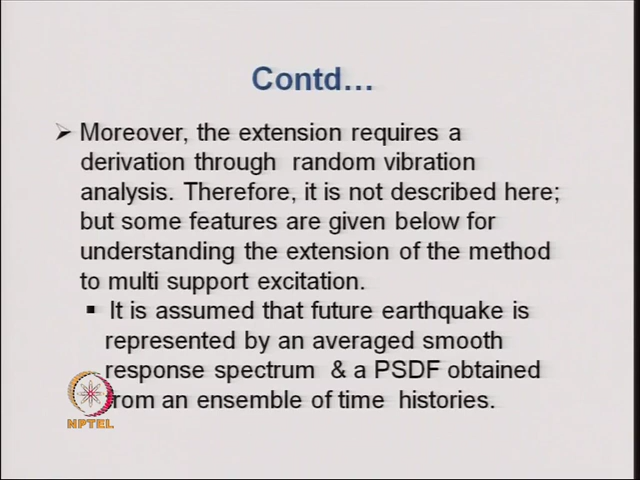 Contd...
➤ Moreover, the extension requires a
derivation through random vibration
analysis. Therefore, it is not described here;
but some features are given below for
understanding the extension of the method
to multi support excitation.
▪ It is assumed that future earthquake is
represented by an averaged smooth
response spectrum & a PSDF obtained
from an ensemble of time histories.
NPTEL